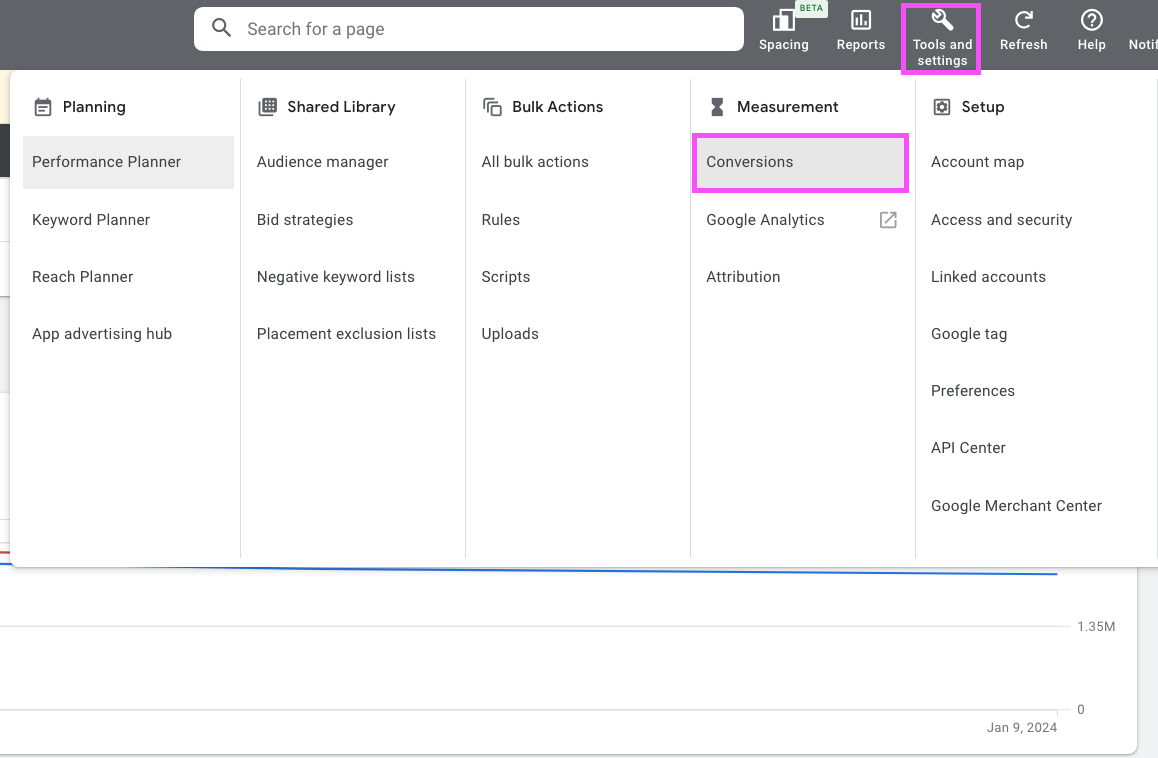 Search for a page
BETA
Spacing
Reports
Tools and
settings
Refresh
Help
Planning
Performance Planner
Keyword Planner
Reach Planner
App advertising hub
Shared Library
Audience manager
Bid strategies
Negative keyword lists
Placement exclusion lists
Bulk Actions
All bulk actions
Rules
Scripts
Uploads
Measurement
Conversions
Google Analytics
Attribution
Setup
Account map
Access and security
Linked accounts
Google tag
Preferences
API Center
Google Merchant Center
1.35M
0
Jan 9, 2024